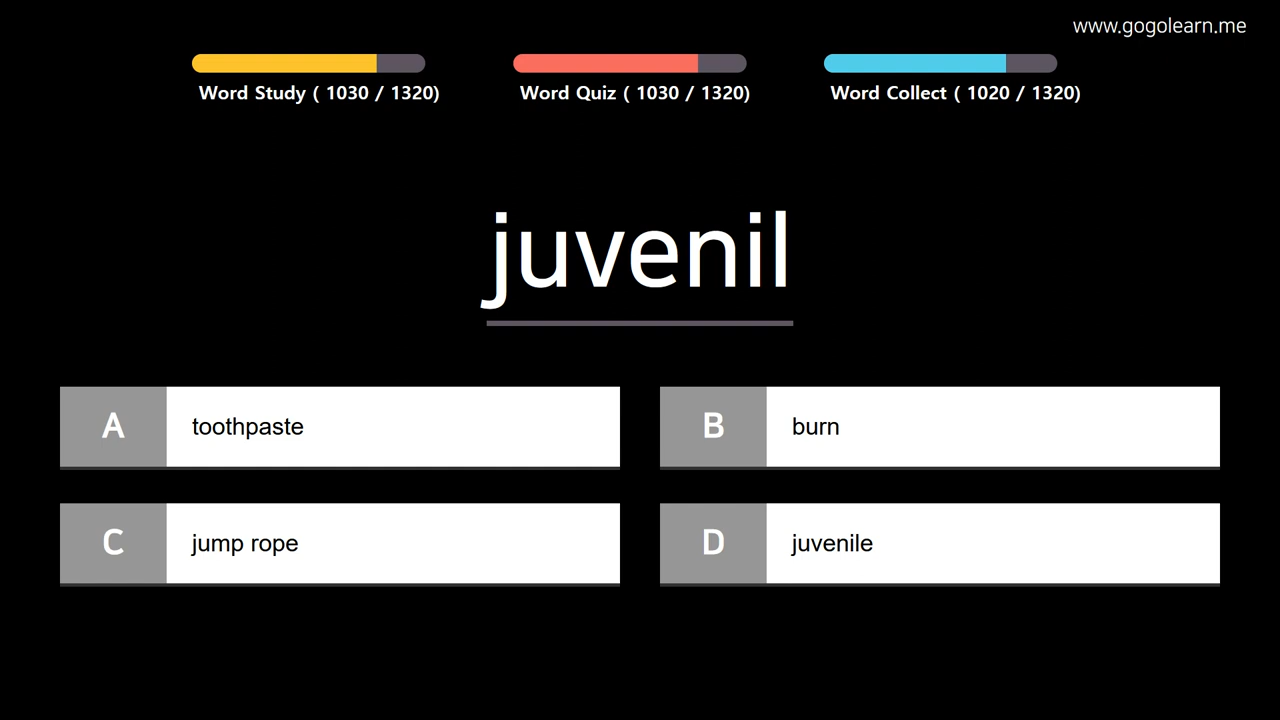 www.gogolearn.me
Word Study ( 1030 / 1320)
Word Quiz ( 1030 / 1320)
Word Collect ( 1020 / 1320)
juvenil
A toothpaste
B burn
C jump rope
D juvenile